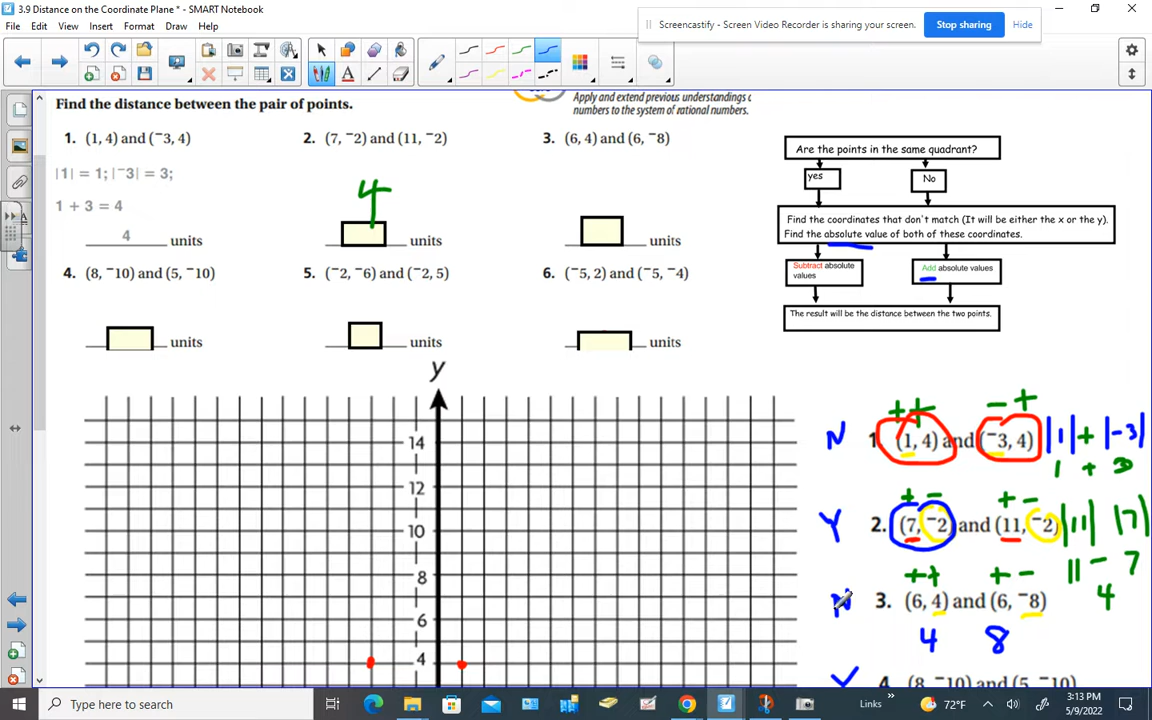 3.9 Distance on the Coordinate Plane * - SMART Notebook
Screencastify - Screen Video Recorder is sharing your screen.
Stop sharing
Hide
File Edit View Insert Format Draw Tools Add-ons Help
Find the distance between the pair of points.
Apply and extend previous understandings
numbers to the system of rational numbers.
1. (1, 4) and (⁻3, 4)
2. (7, ⁻2) and (11, ⁻2)
3. (6, 4) and (6, ⁻8)
|1| = 1; |⁻3| = 3;
1 + 3 = 4
4 units
4
units
units
4. (8, ⁻10) and (5, ⁻10)
5. (⁻2, ⁻6) and (⁻2, 5)
6. (⁻5, 2) and (⁻5, ⁻4)
units
units
units
Are the points in the same quadrant?
yes
No
Find the coordinates that don't match (It will be either the x or the y).
Find the absolute value of both of these coordinates.
Subtract absolute
values
Add absolute values
The result will be the distance between the two points.
y
14
12
10
8
6
4
+ + − +
N 1. (1, 4) and (⁻3, 4) |1| + |-3|
1 + 3
+ − + −
Y 2. (7, ⁻2) and (11, ⁻2) |11| |7|
11 − 7
4
+ + + −
N 3. (6, 4) and (6, ⁻8)
4 8
Y 4. (8, ⁻10) and (5, ⁻10)
Type here to search
Links
72°F
3:13 PM
5/9/2022